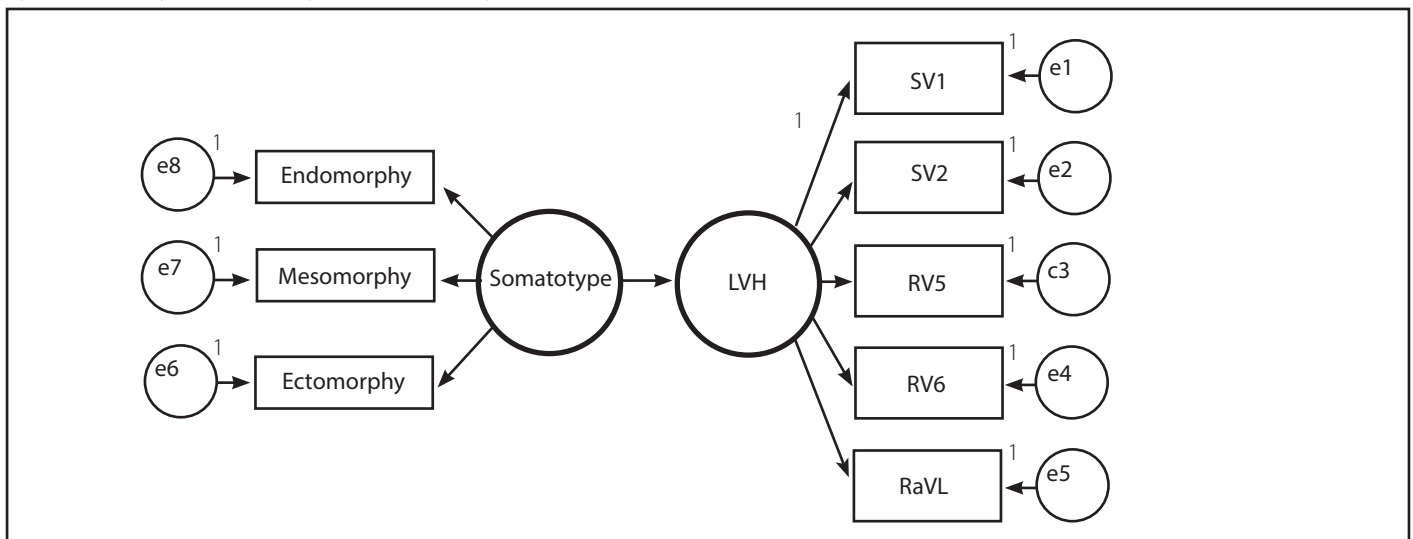 1
SV1
e1
1
1
SV2
e2
1
e8
Endomorphy
1
e7
Mesomorphy
Somatotype
LVH
1
RV5
c3
1
e6
Ectomorphy
1
RV6
e4
1
RaVL
e5